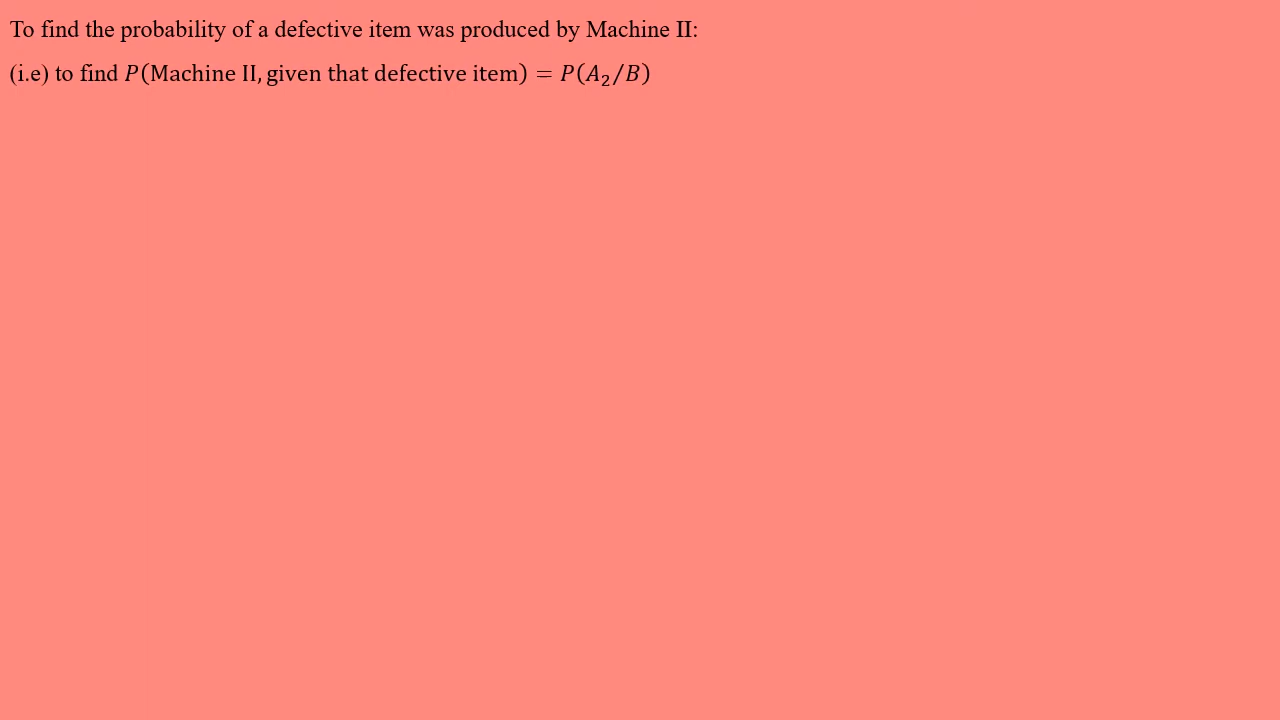 To find the probability of a defective item was produced by Machine II:
(i.e) to find P(Machine II, given that defective item) = P(A₂/B)